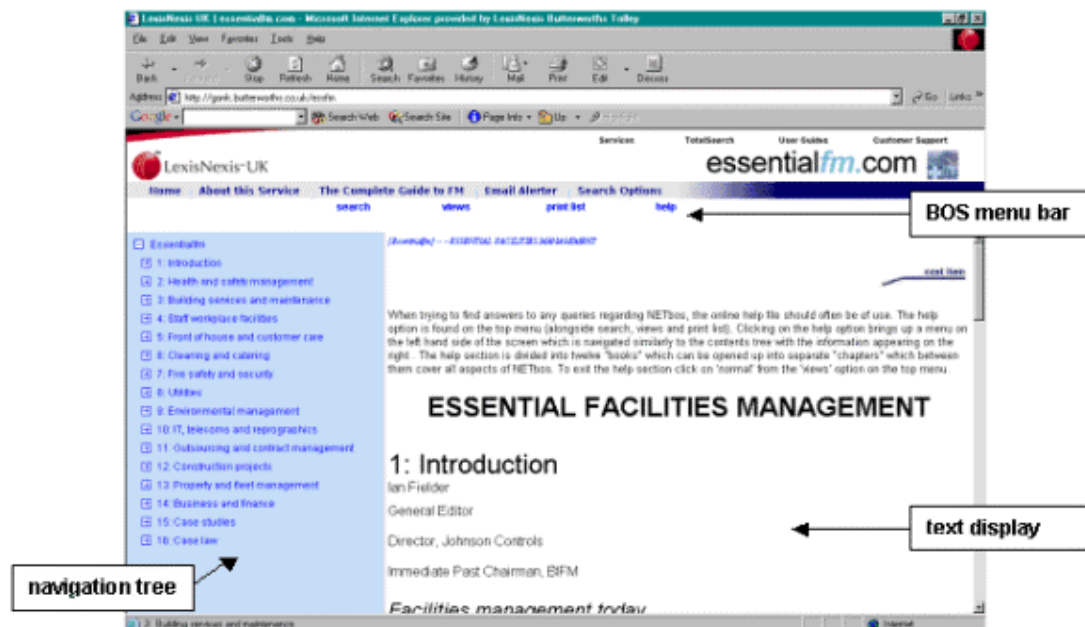 LexisNexis UK | essentialfm.com - Microsoft Internet Explorer provided by LexisNexis Butterworths Tolley
File Edit View Favorites Tools Help
Back Stop Refresh Home Search Favorites History Mail Print Edit Discuss
Address http://gonk.butterworths.co.uk/essfm Go Links »
Google Search Web Search Site Page Info Up Highlight
Services TotalSearch User Guides Customer Support
LexisNexis™ UK essentialfm.com
Home About this Service The Complete Guide to FM Email Alerter Search Options
search views print list help
BOS menu bar
Essentialfm
1: Introduction
2: Health and safety management
3: Building services and maintenance
4: Staff workplace facilities
5: Front of house and customer care
6: Cleaning and catering
7: Fire safety and security
8: Utilities
9: Environmental management
10: IT, telecoms and reprographics
11: Outsourcing and contract management
12: Construction projects
13: Property and fleet management
14: Business and finance
15: Case studies
16: Case law
navigation tree
[Essentialfm] --- ESSENTIAL FACILITIES MANAGEMENT
next item
When trying to find answers to any queries regarding NETbos, the online help file should often be of use. The help
option is found on the top menu (alongside search, views and print list). Clicking on the help option brings up a menu on
the left hand side of the screen which is navigated similarly to the contents tree with the information appearing on the
right . The help section is divided into twelve "books" which can be opened up into separate "chapters" which between
them cover all aspects of NETbos. To exit the help section click on 'normal' from the 'views' option on the top menu.
ESSENTIAL FACILITIES MANAGEMENT
1: Introduction
Ian Fielder
General Editor
Director, Johnson Controls
Immediate Past Chairman, BIFM
Facilities management today
text display
3: Building services and maintenance
Internet